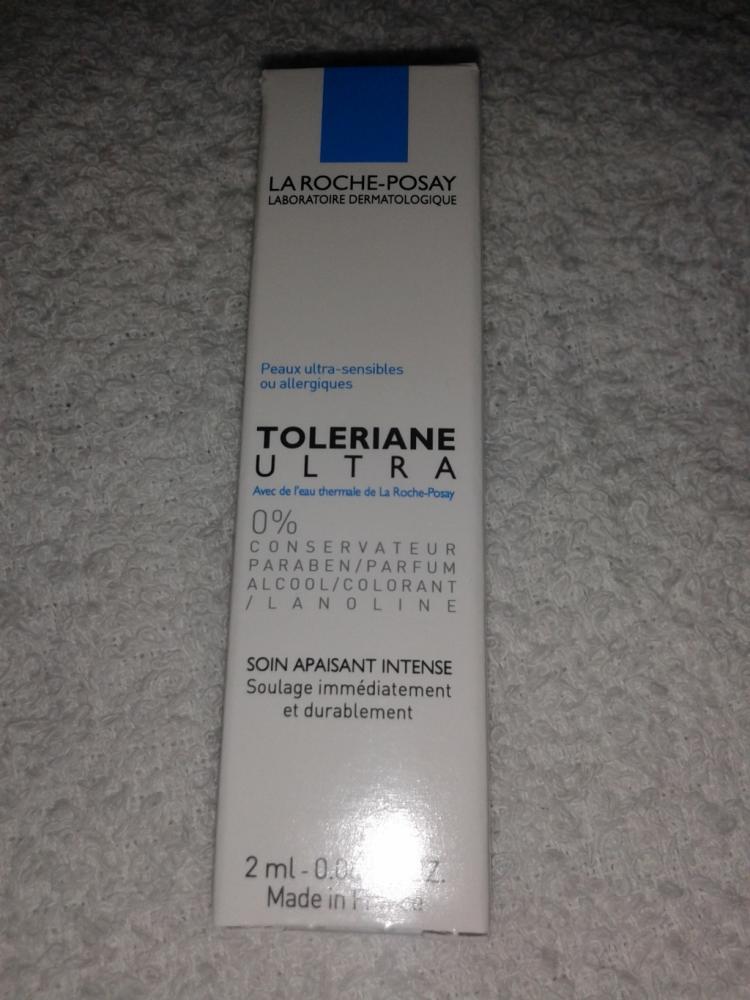 LA ROCHE-POSAY
LABORATOIRE DERMATOLOGIQUE
Peaux ultra-sensibles
ou allergiques
TOLERIANE
ULTRA
Avec de l'eau thermale de La Roche-Posay
0%
CONSERVATEUR
PARABEN/PARFUM
ALCOOL/COLORANT
/LANOLINE
SOIN APAISANT INTENSE
Soulage immédiatement
et durablement
2 ml -
Made in